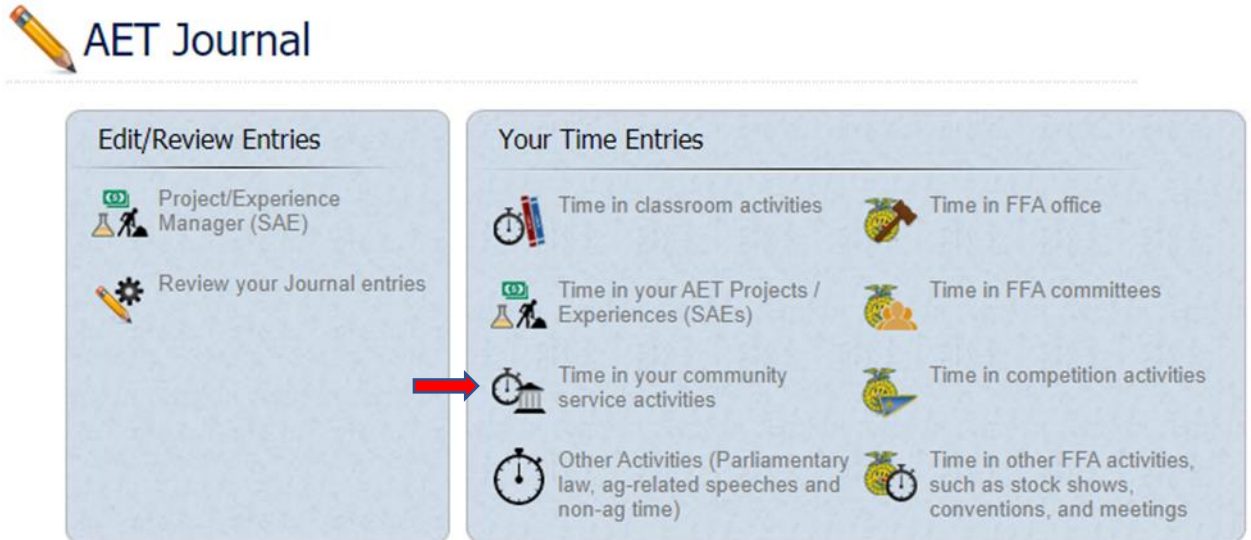 AET Journal
Edit/Review Entries
Project/Experience
Manager (SAE)
Review your Journal entries
Your Time Entries
Time in classroom activities
Time in your AET Projects /
Experiences (SAEs)
Time in your community
service activities
Other Activities (Parliamentary
law, ag-related speeches and
non-ag time)
Time in FFA office
Time in FFA committees
Time in competition activities
Time in other FFA activities,
such as stock shows,
conventions, and meetings